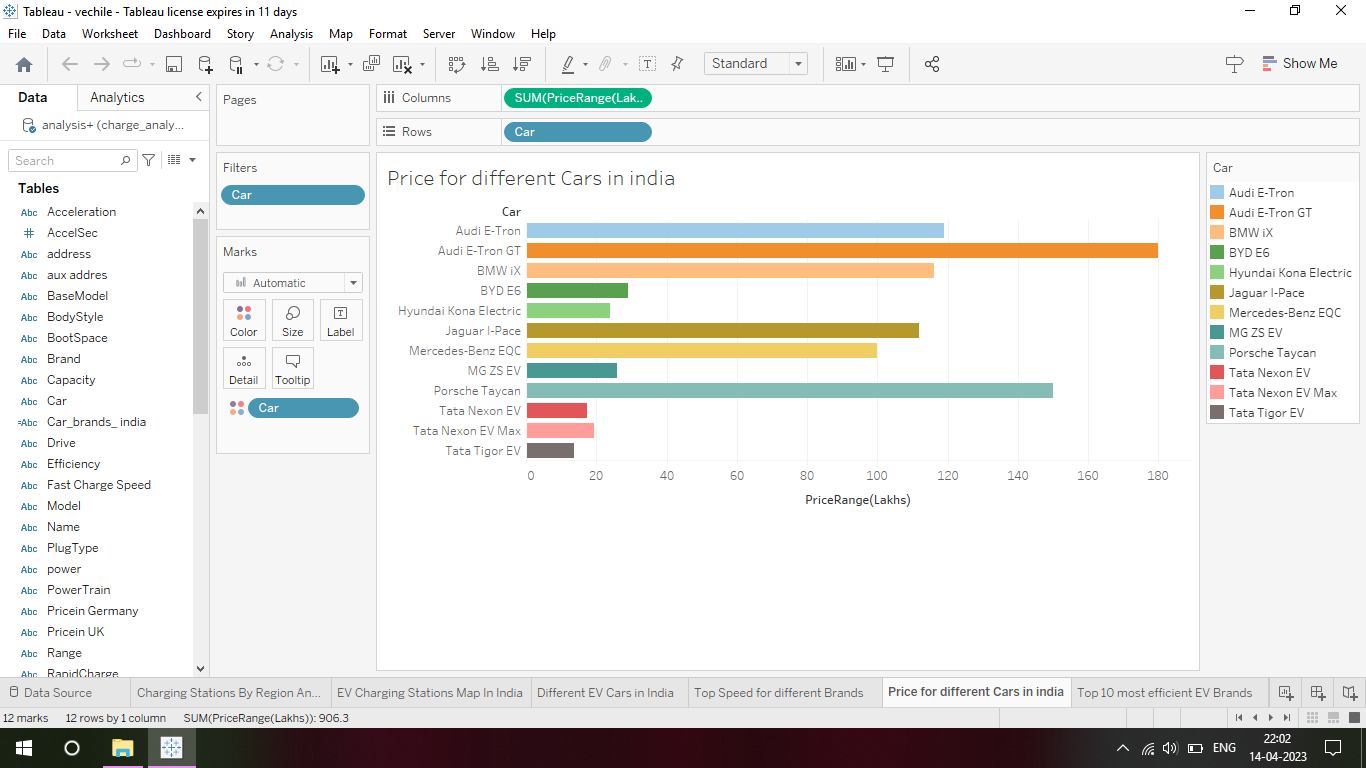 Tableau - vechile - Tableau license expires in 11 days
File Data Worksheet Dashboard Story Analysis Map Format Server Window Help
Standard
Show Me
Data Analytics
analysis+ (charge_analy...
Search
Tables
Abc Acceleration
# AccelSec
Abc address
Abc aux addres
Abc BaseModel
Abc BodyStyle
Abc BootSpace
Abc Brand
Abc Capacity
Abc Car
=Abc Car_brands_ india
Abc Drive
Abc Efficiency
Abc Fast Charge Speed
Abc Model
Abc Name
Abc PlugType
Abc power
Abc PowerTrain
Abc Pricein Germany
Abc Pricein UK
Abc Range
Abc RapidCharge
Pages
Filters
Car
Marks
Automatic
Color Size Label
Detail Tooltip
Car
Columns SUM(PriceRange(Lak..
Rows Car
Price for different Cars in india
Car
Audi E-Tron
Audi E-Tron GT
BMW iX
BYD E6
Hyundai Kona Electric
Jaguar I-Pace
Mercedes-Benz EQC
MG ZS EV
Porsche Taycan
Tata Nexon EV
Tata Nexon EV Max
Tata Tigor EV
0 20 40 60 80 100 120 140 160 180
PriceRange(Lakhs)
Car
Audi E-Tron
Audi E-Tron GT
BMW iX
BYD E6
Hyundai Kona Electric
Jaguar I-Pace
Mercedes-Benz EQC
MG ZS EV
Porsche Taycan
Tata Nexon EV
Tata Nexon EV Max
Tata Tigor EV
Data Source Charging Stations By Region An... EV Charging Stations Map In India Different EV Cars in India Top Speed for different Brands Price for different Cars in india Top 10 most efficient EV Brands
12 marks 12 rows by 1 column SUM(PriceRange(Lakhs)): 906.3
ENG
22:02
14-04-2023